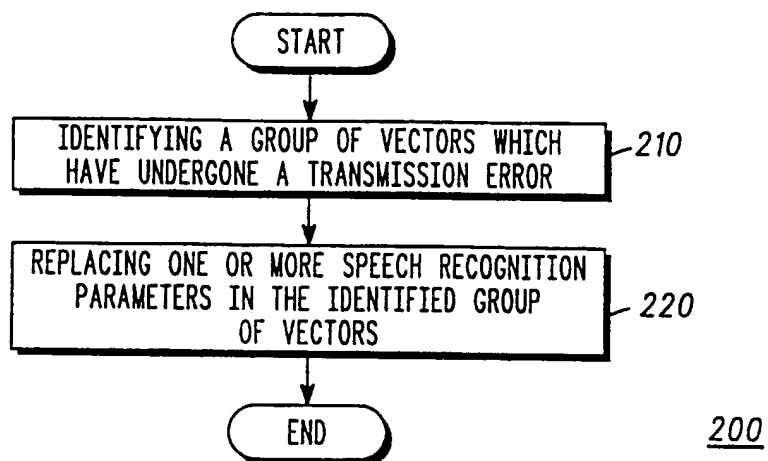 START
IDENTIFYING A GROUP OF VECTORS WHICH
HAVE UNDERGONE A TRANSMISSION ERROR
210
REPLACING ONE OR MORE SPEECH RECOGNITION
PARAMETERS IN THE IDENTIFIED GROUP
OF VECTORS
220
END
200